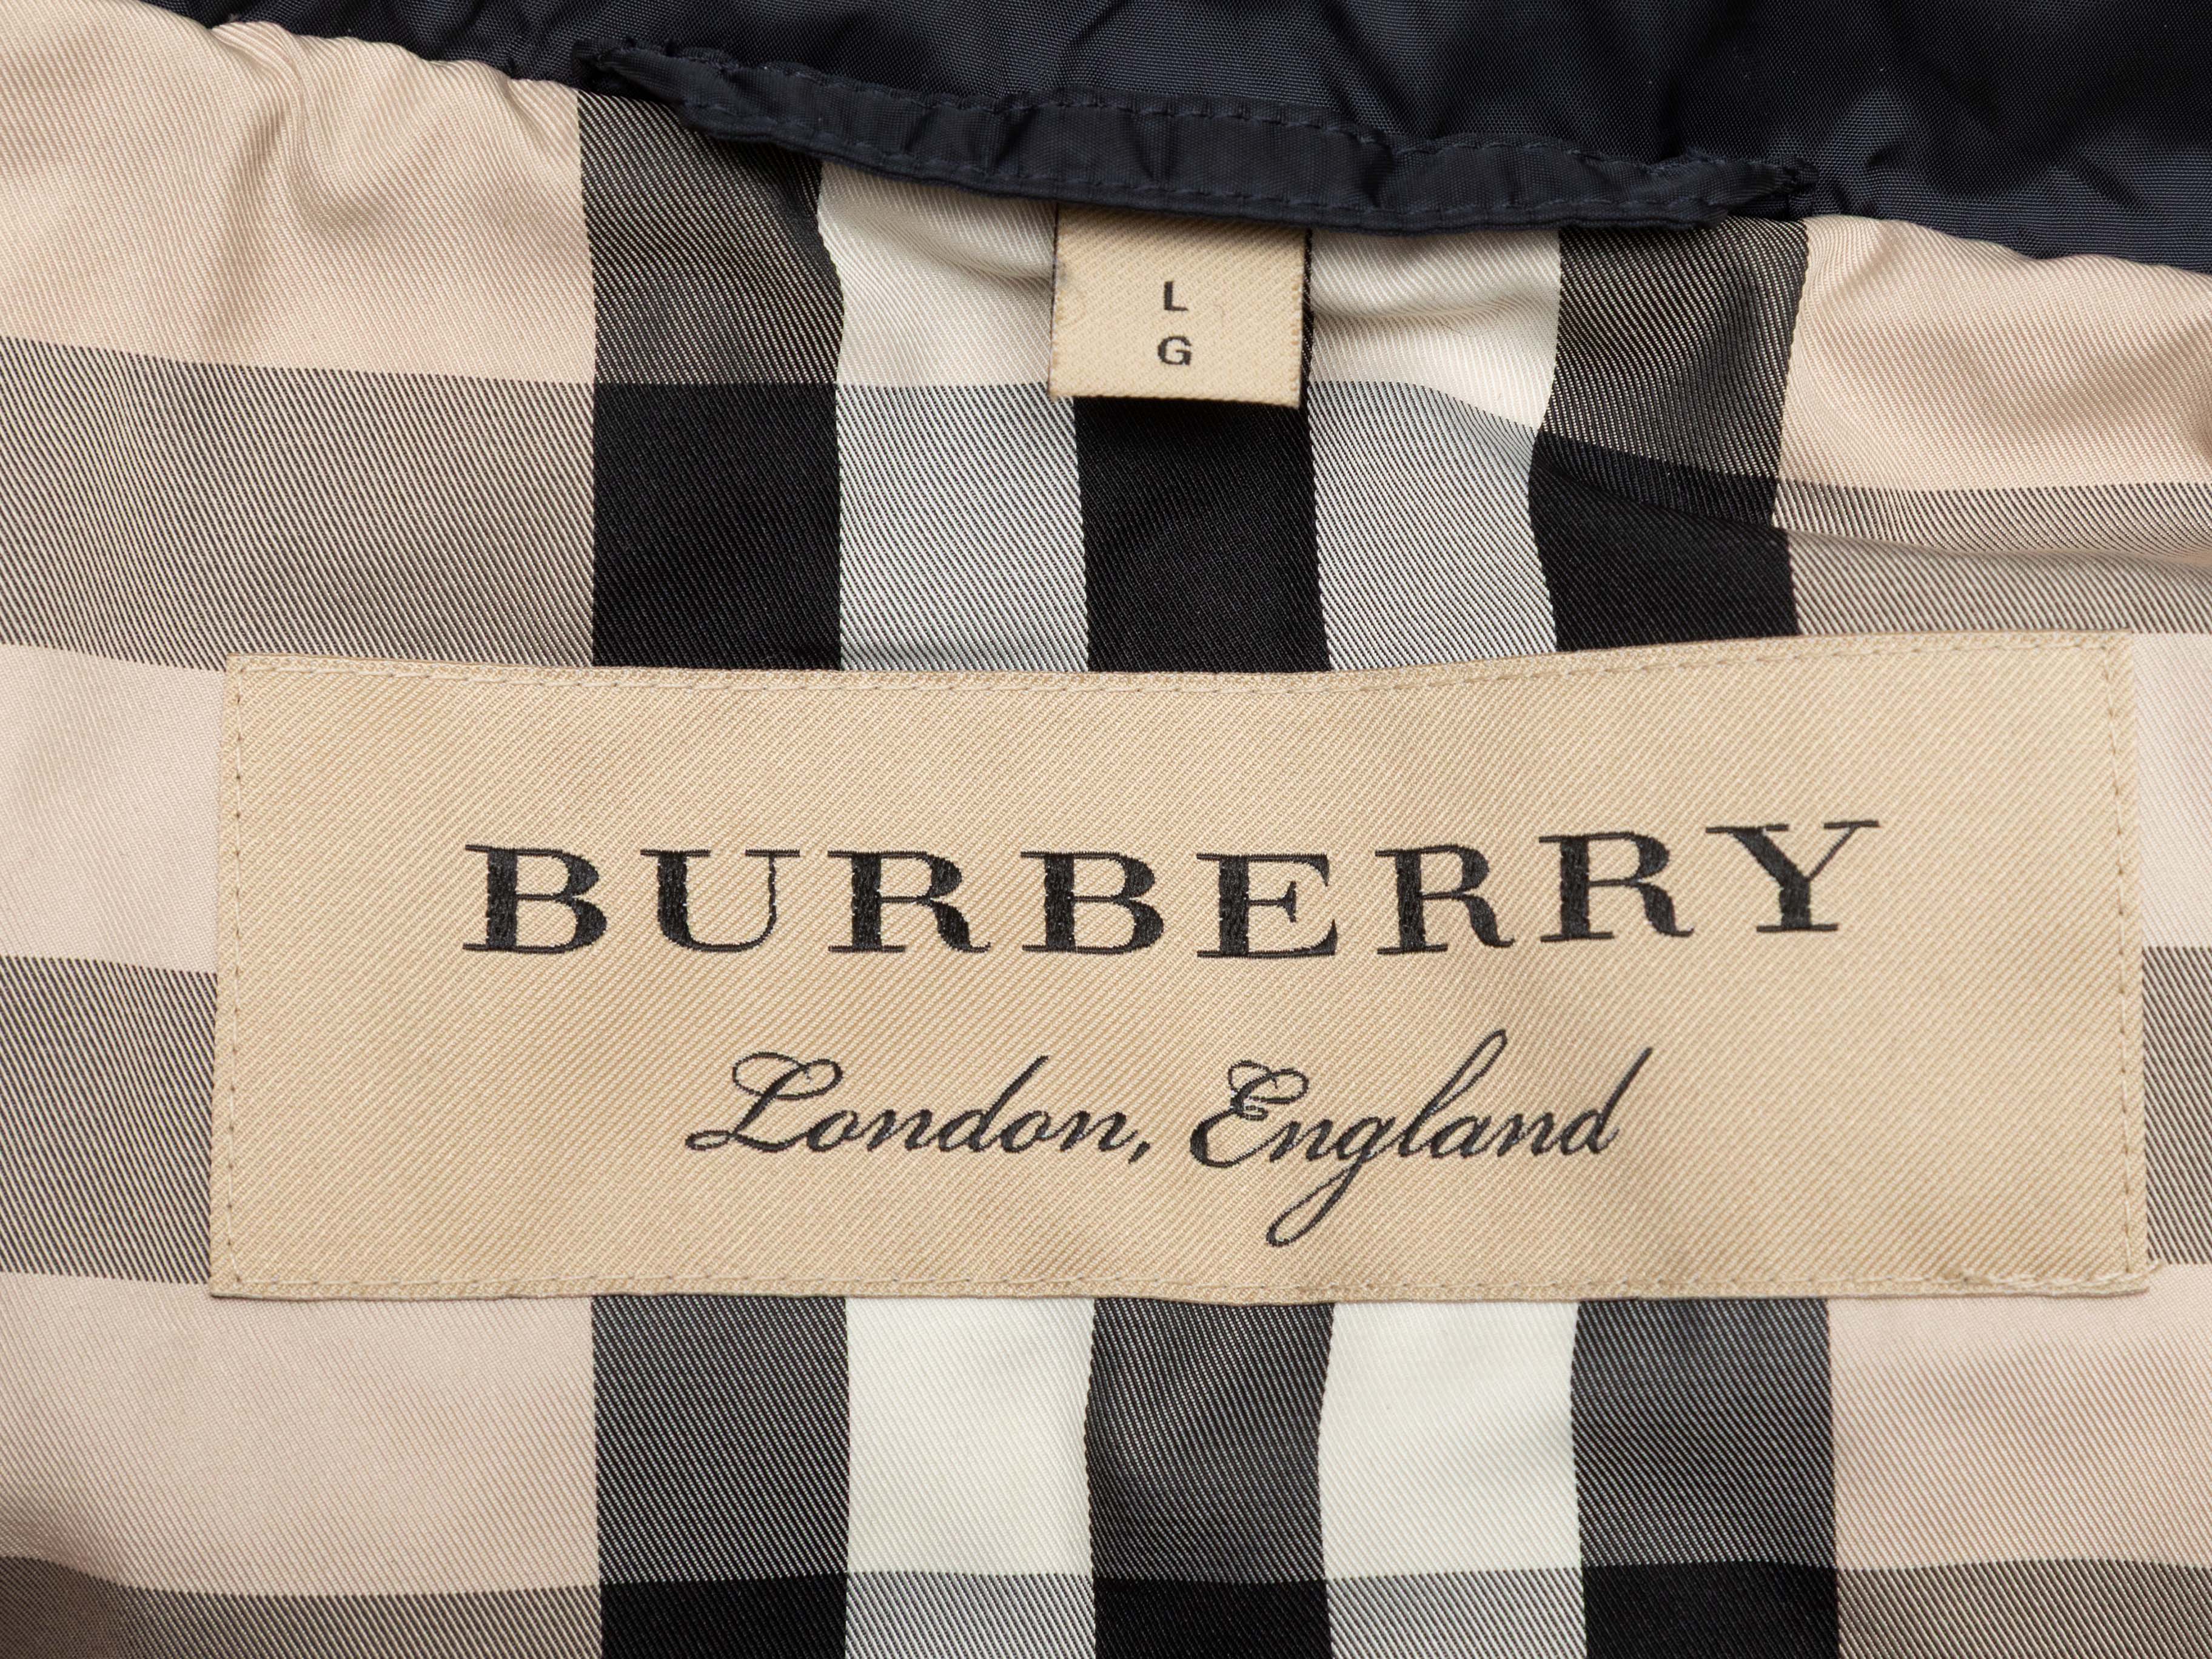 L
G
BURBERRY
London, England